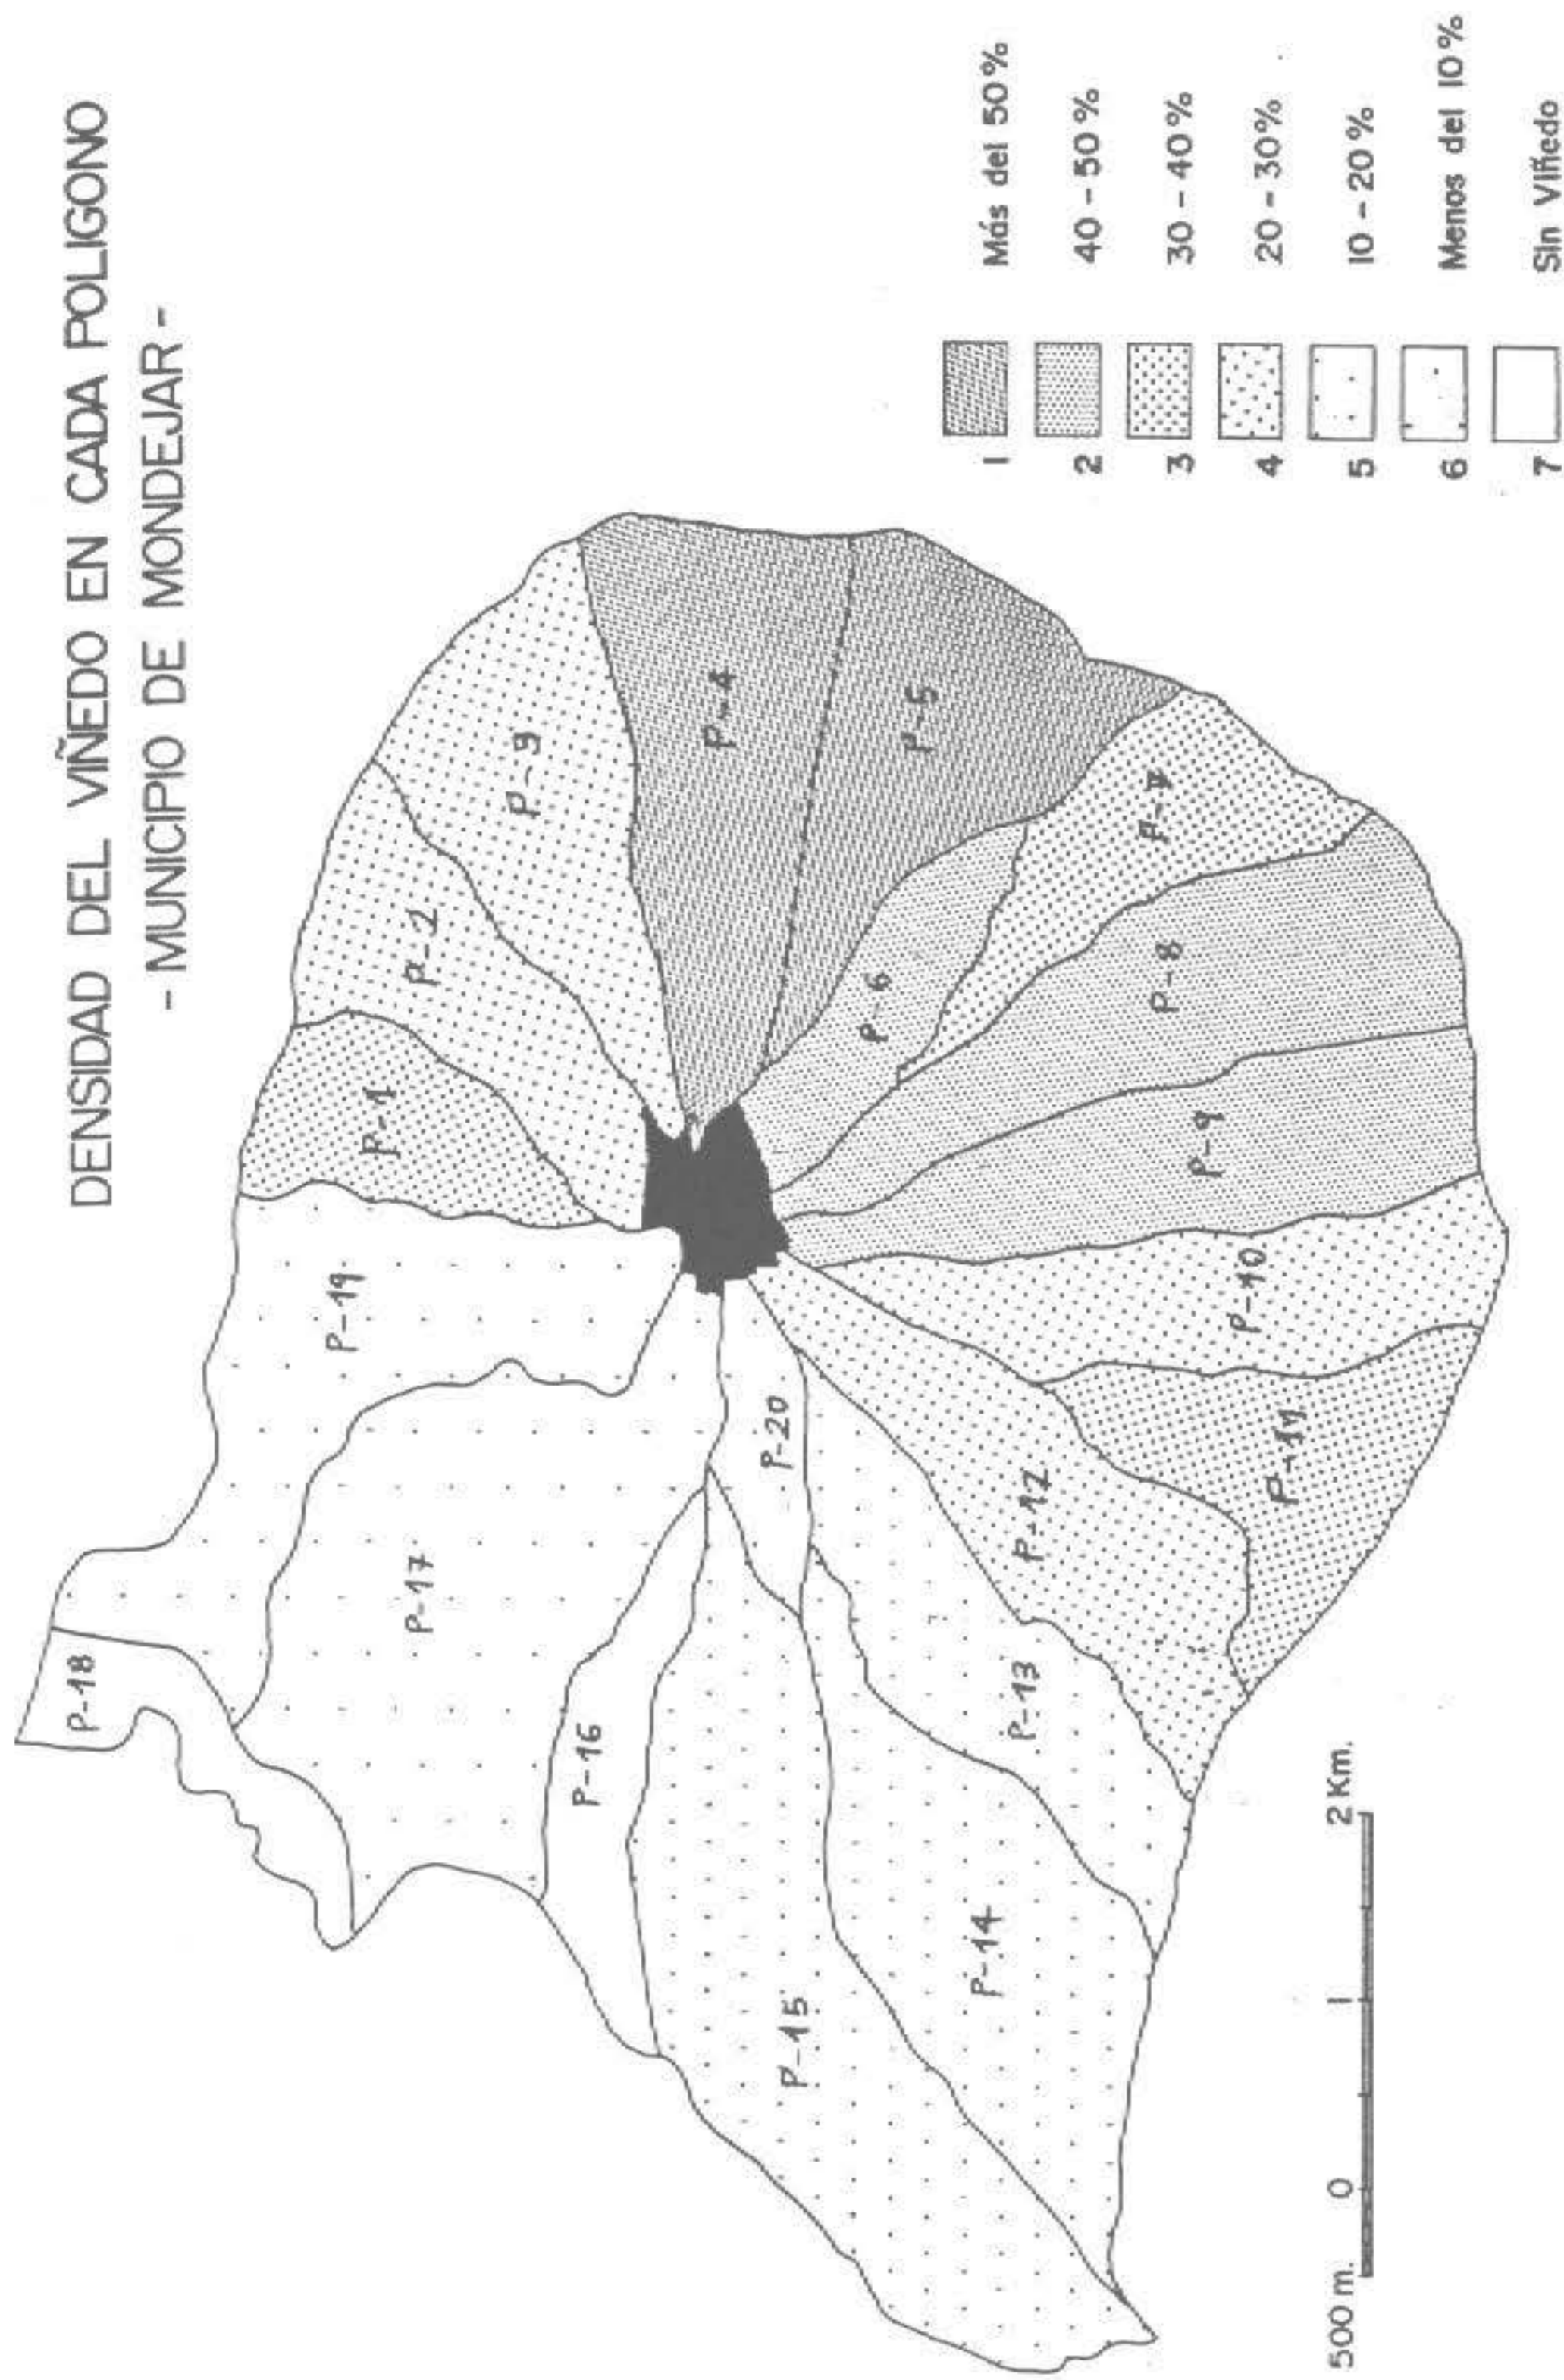 DENSIDAD DEL VIÑEDO EN CADA POLIGONO
- MUNICIPIO DE MONDEJAR -
P-18
P-19
P-1
P-2
P-3
P-17
P-16
P-4
P-5
P-20
P-6
P-15
P-14
P-13
P-12
P-7
P-8
P-9
P-10
P-11
1 Más del 50%
2 40-50%
3 30-40%
4 20-30%
5 10-20%
6 Menos del 10%
7 Sin Viñedo
500 m. 0 1 2 Km.